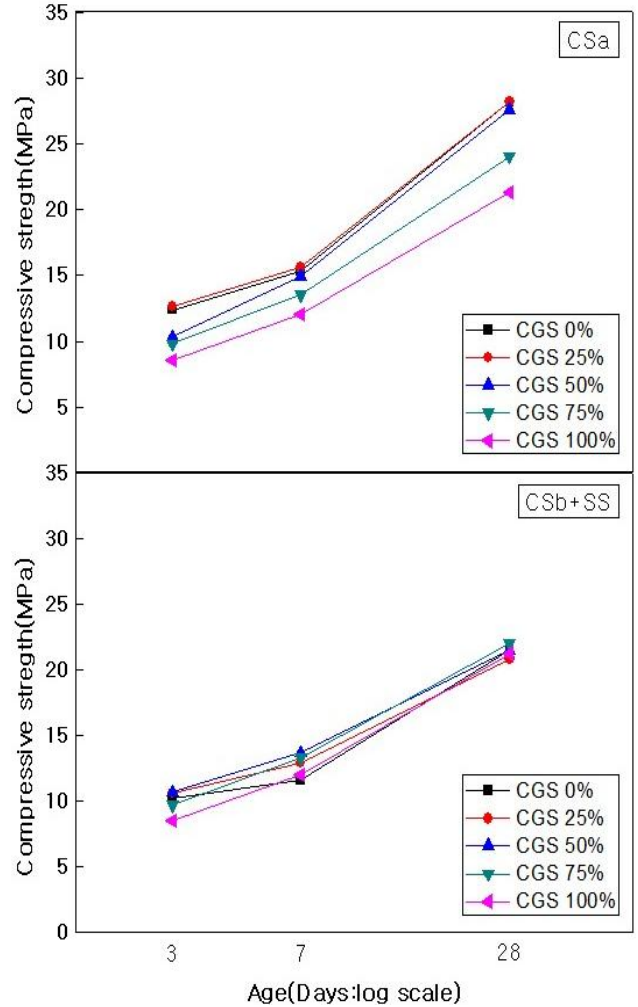 35
CSa
30
25
20
15
10
5
Compressive stregth(MPa)
CGS 0%
CGS 25%
CGS 50%
CGS 75%
CGS 100%
35
CSb+SS
30
25
20
15
10
5
0
Compressive stregth(MPa)
CGS 0%
CGS 25%
CGS 50%
CGS 75%
CGS 100%
3 7 28
Age(Days:log scale)